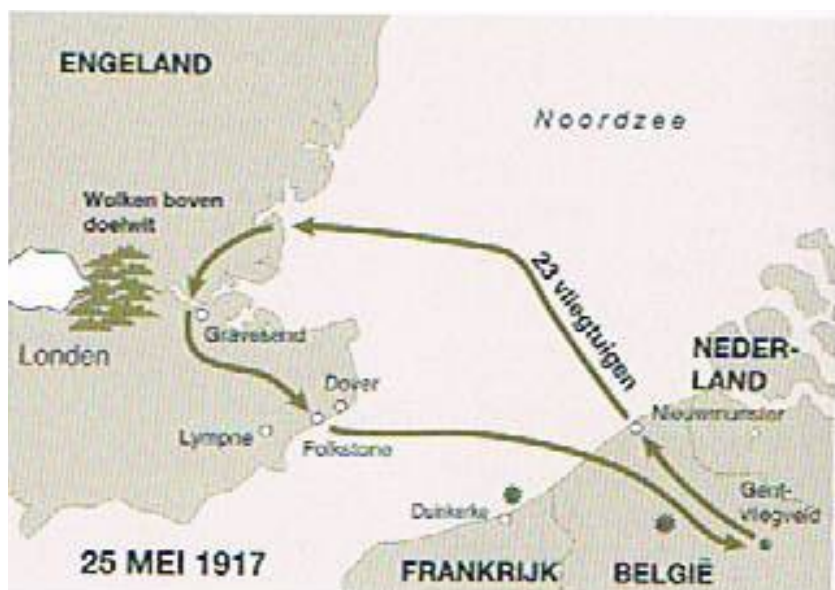 ENGELAND
Noordzee
Wolken boven
doelwit
23 vliegtuigen
Londen
Gravesend
NEDER-
LAND
Dover
Nieuwmunster
Lympne
Folkstone
Gent-
vliegveld
Duinkerke
25 MEI 1917
FRANKRIJK
BELGIË